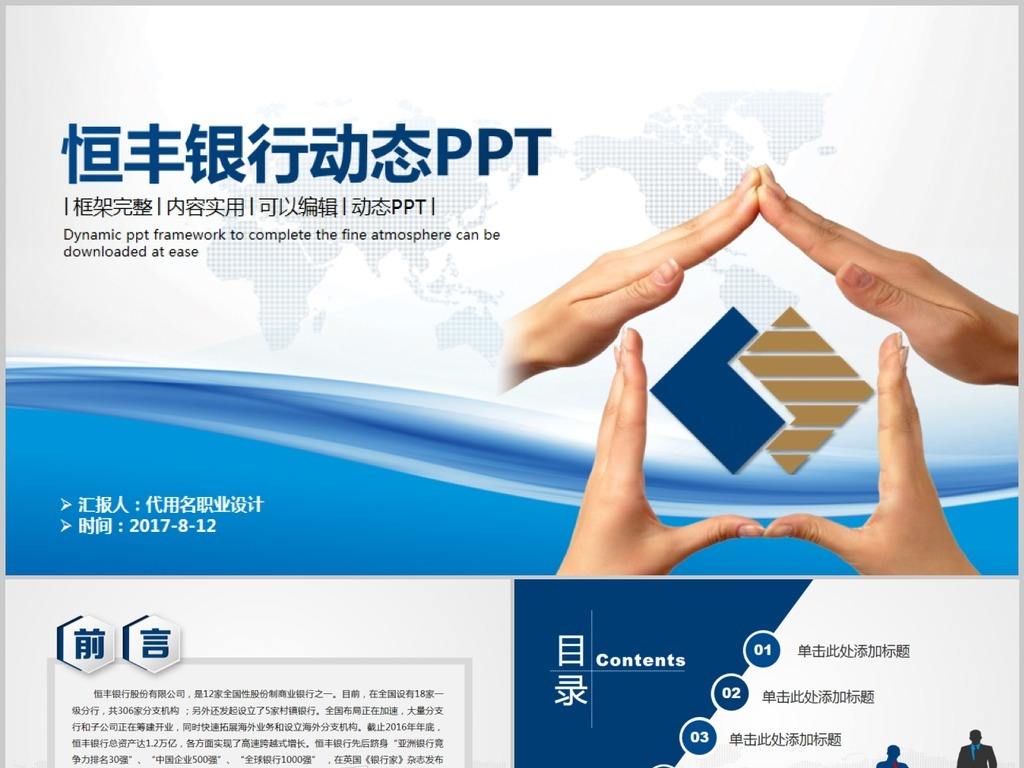 恒丰银行动态PPT
| 框架完整 | 内容实用 | 可以编辑 | 动态PPT |
Dynamic ppt framework to complete the fine atmosphere can be
downloaded at ease
➢ 汇报人：代用名职业设计
➢ 时间：2017-8-12
前言
恒丰银行股份有限公司，是12家全国性股份制商业银行之一。目前，在全国设有18家一
级分行，共306家分支机构 ；另外还发起设立了5家村镇银行。全国布局正在加速，大量分支
行和子公司正在筹建开业，同时快速拓展海外业务和设立海外分支机构。截止2016年年底，
恒丰银行总资产达1.2万亿，各方面实现了高速跨越式增长。恒丰银行先后跻身“亚洲银行竞
争力排名30强”、“中国企业500强”、“全球银行1000强” ，在英国《银行家》杂志发布
目录
Contents
01 单击此处添加标题
02 单击此处添加标题
03 单击此处添加标题